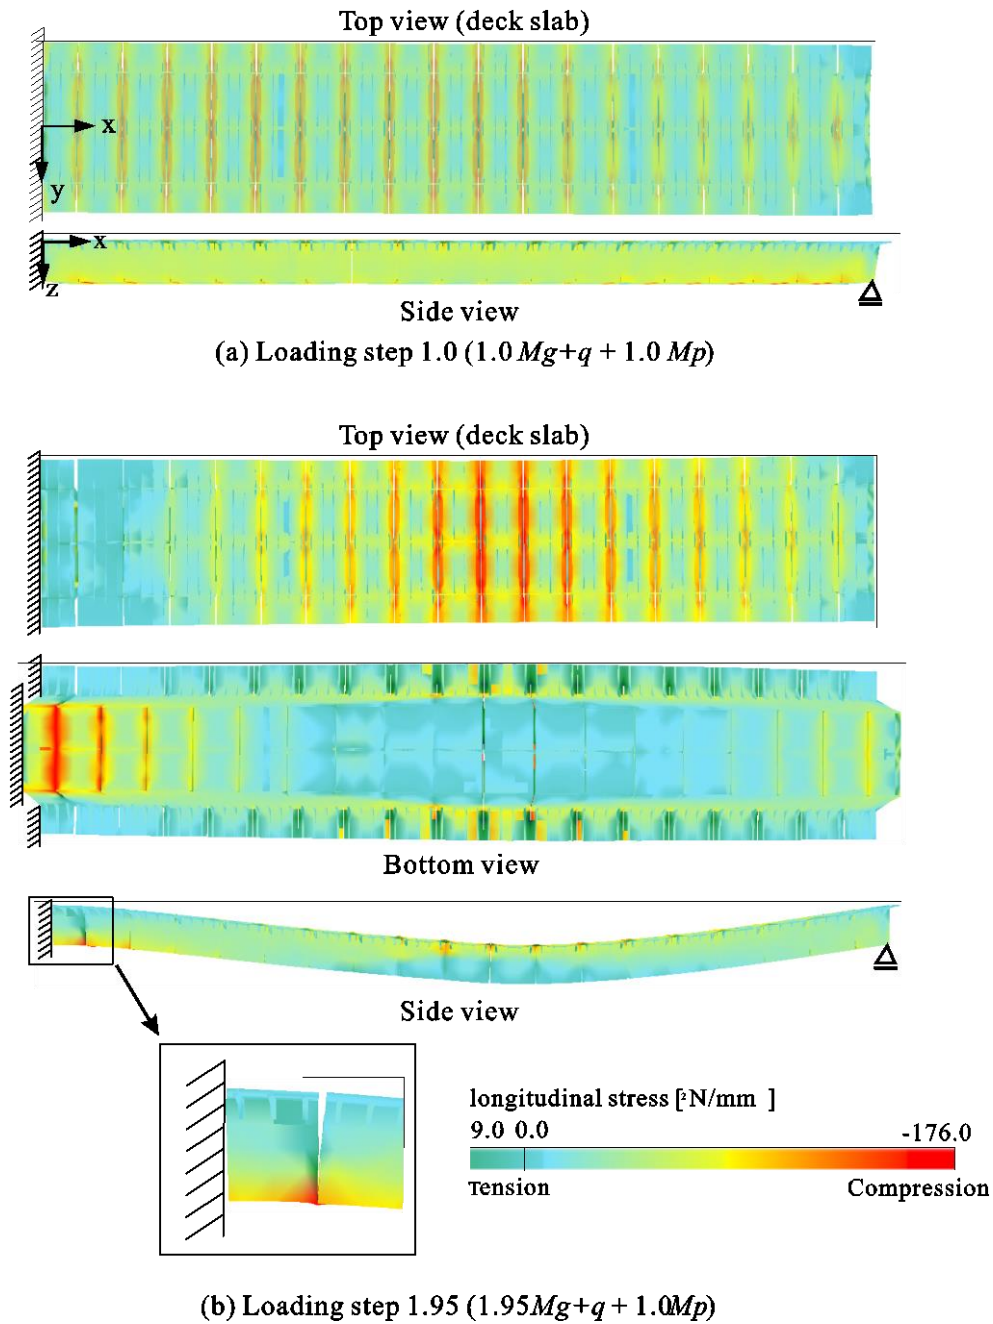 Top view (deck slab)
x
y
x
z
Side view
(a) Loading step 1.0 (1.0 Mg+q + 1.0 Mp)
Top view (deck slab)
Bottom view
Side view
longitudinal stress [²N/mm ]
9.0 0.0 -176.0
Tension Compression
(b) Loading step 1.95 (1.95Mg+q + 1.0Mp)